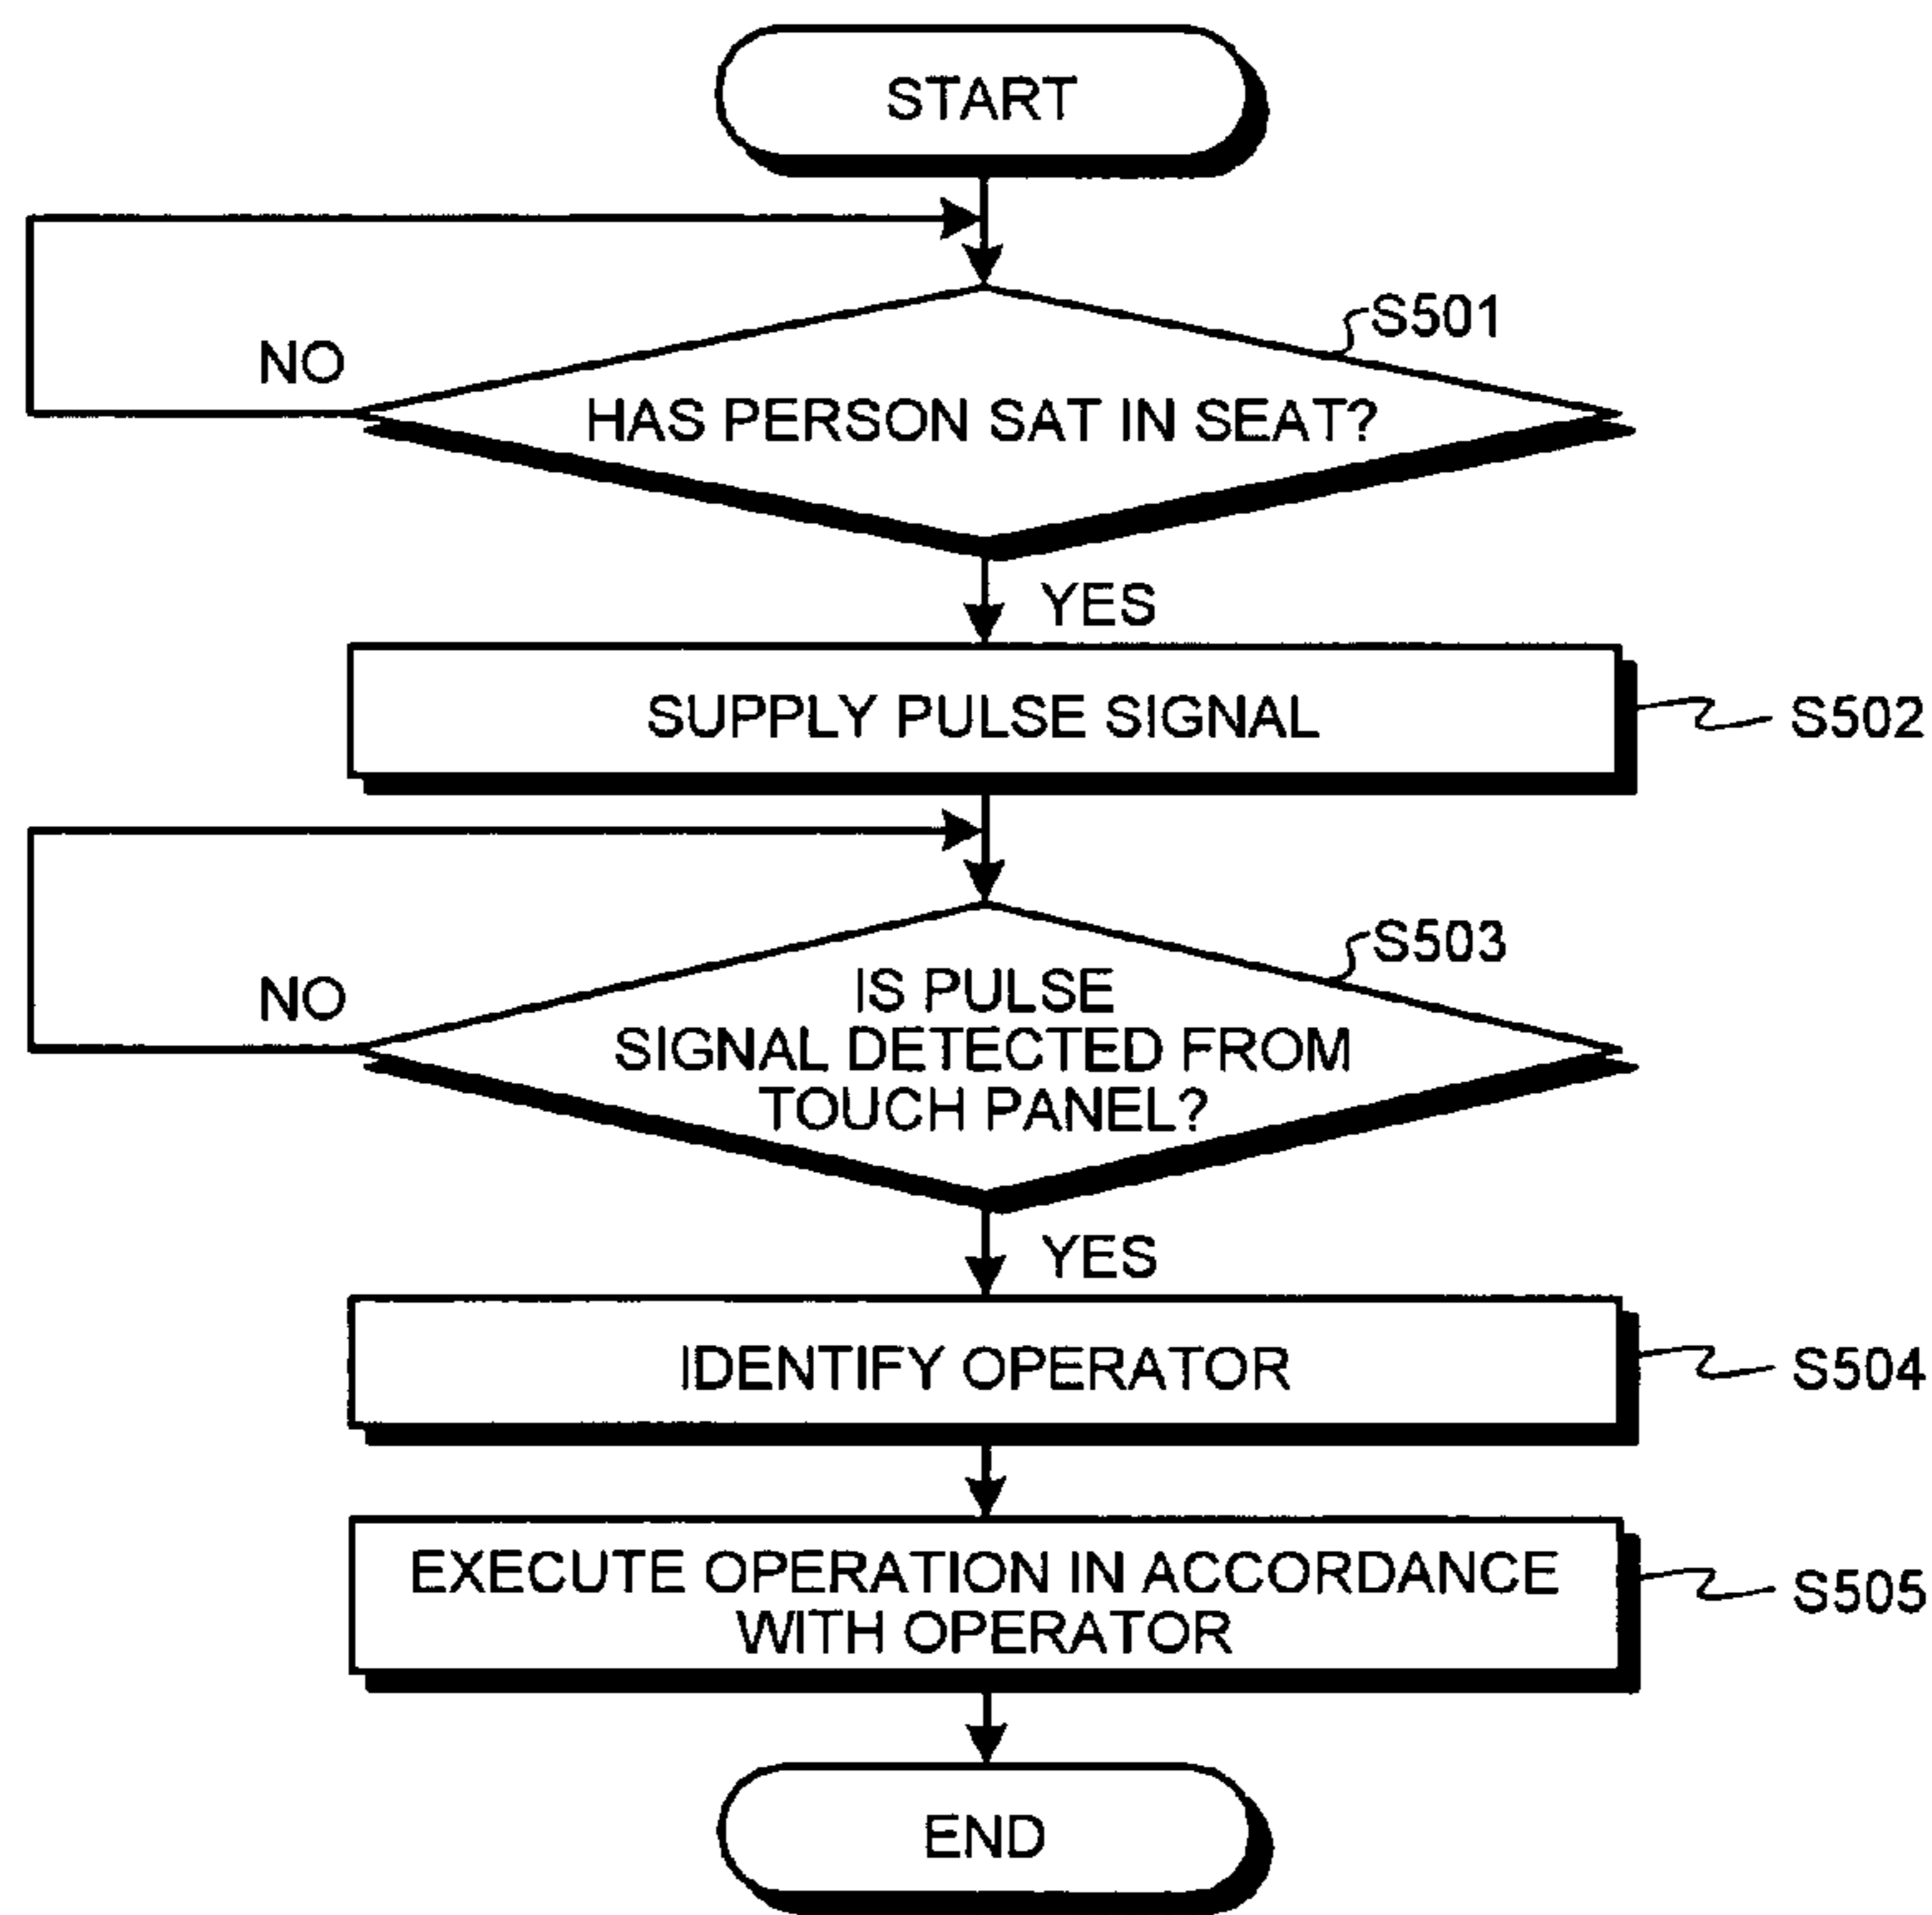 START
S501
NO
HAS PERSON SAT IN SEAT?
YES
SUPPLY PULSE SIGNAL
S502
S503
NO
IS PULSE
SIGNAL DETECTED FROM
TOUCH PANEL?
YES
IDENTIFY OPERATOR
S504
EXECUTE OPERATION IN ACCORDANCE
WITH OPERATOR
S505
END